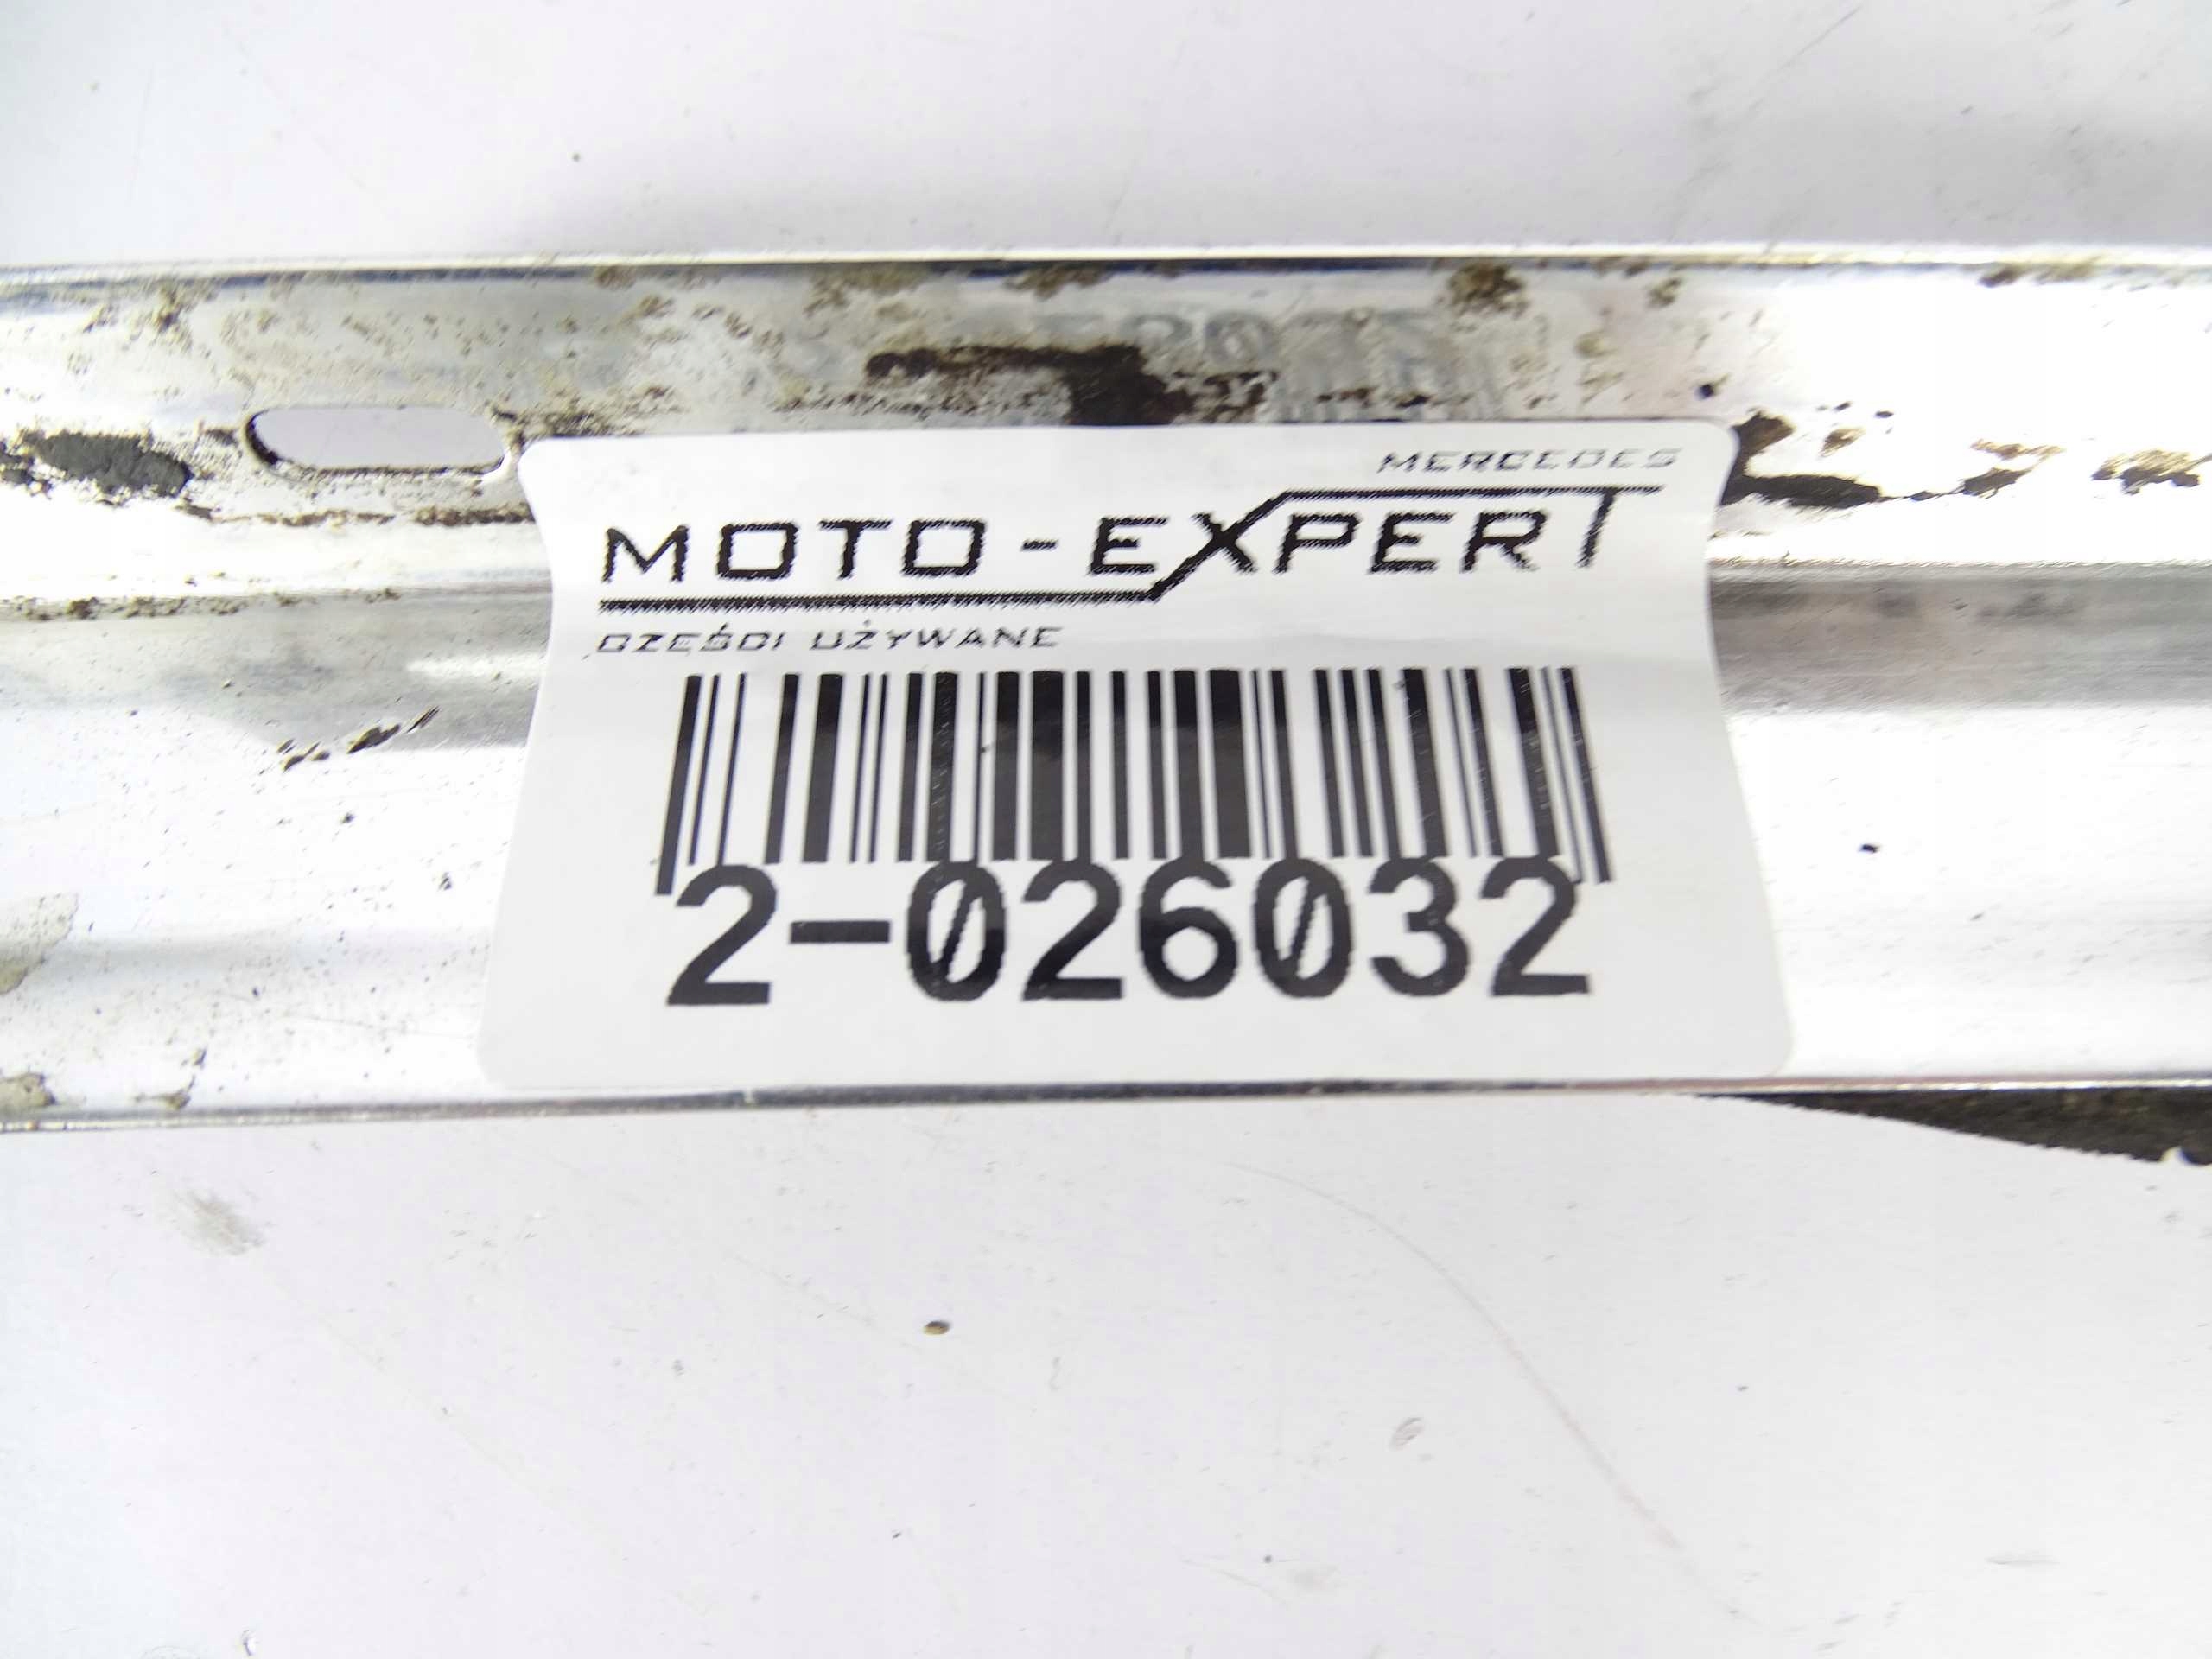 MERCEDES
MOTO-EXPERT
CZĘŚCI UŻYWANE
2-026032